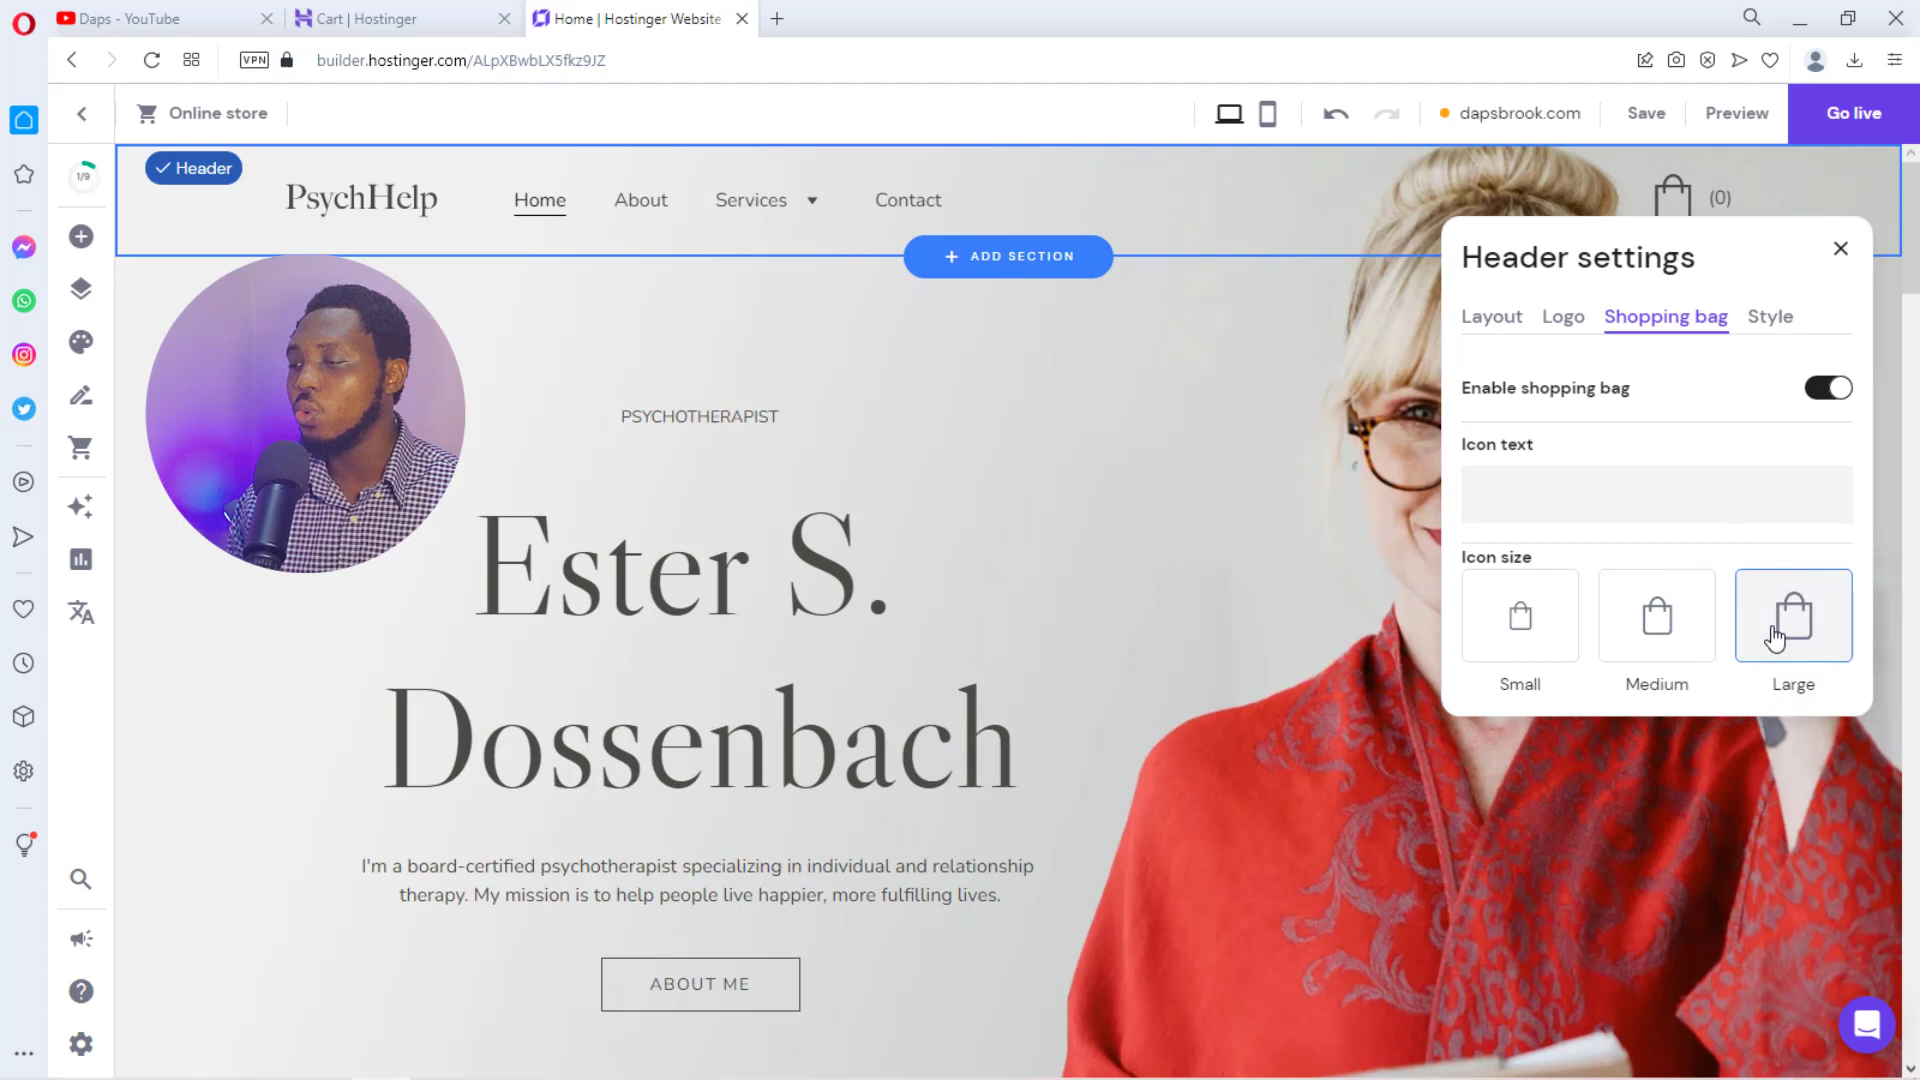 Daps - YouTube
Cart | Hostinger
Home | Hostinger Website
VPN
builder.hostinger.com/ALpXBwbLX5fkz9JZ
Online store
dapsbrook.com
Save
Preview
Go live
1/9
Header
PsychHelp
Home
About
Services
Contact
(0)
+ ADD SECTION
Header settings
Layout
Logo
Shopping bag
Style
Enable shopping bag
Icon text
Icon size
Small
Medium
Large
PSYCHOTHERAPIST
Ester S.
Dossenbach
I'm a board-certified psychotherapist specializing in individual and relationship
therapy. My mission is to help people live happier, more fulfilling lives.
ABOUT ME